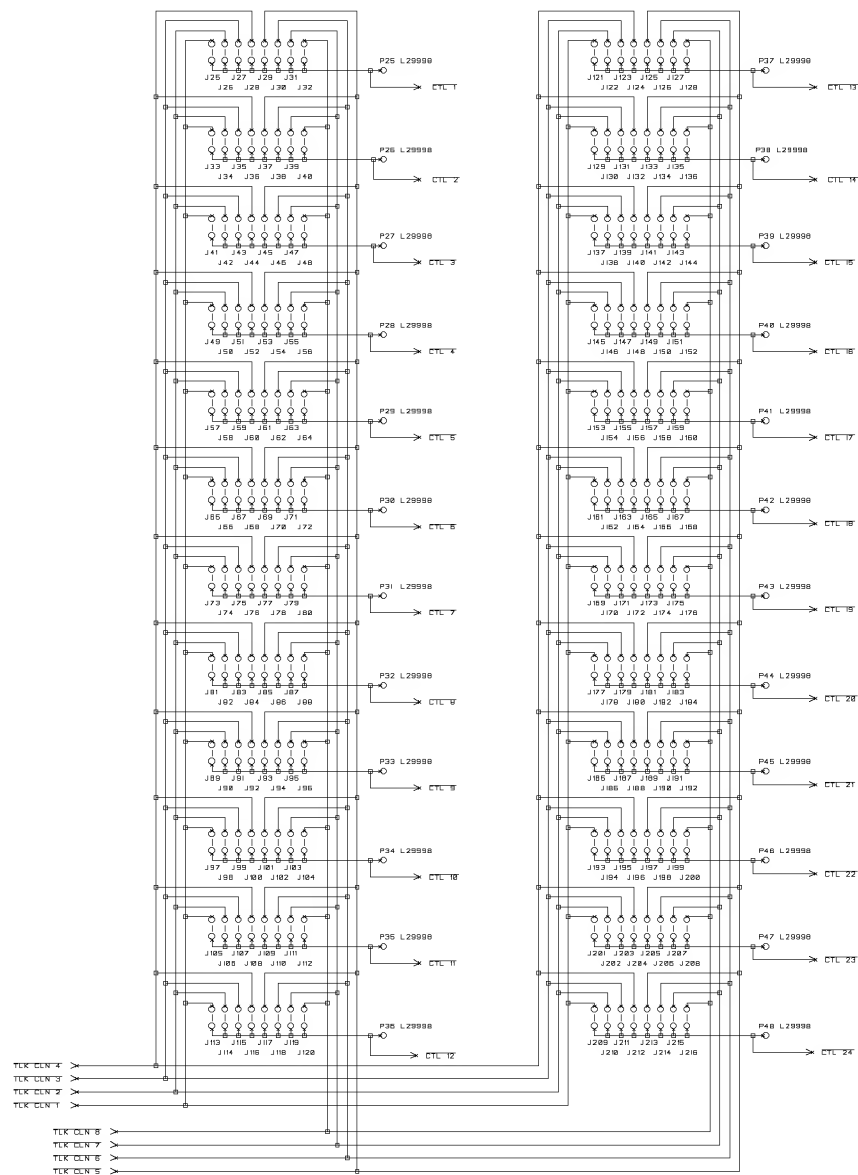 P25 L29998
J25 J27 J29 J31
J26 J28 J30 J32
CTL 1
P26 L29998
J33 J35 J37 J39
J34 J36 J38 J40
CTL 2
P27 L29998
J41 J43 J45 J47
J42 J44 J46 J48
CTL 3
P28 L29998
J49 J51 J53 J55
J50 J52 J54 J56
CTL 4
P29 L29998
J57 J59 J61 J63
J58 J60 J62 J64
CTL 5
P30 L29998
J65 J67 J69 J71
J66 J68 J70 J72
CTL 6
P31 L29998
J73 J75 J77 J79
J74 J76 J78 J80
CTL 7
P32 L29998
J81 J83 J85 J87
J82 J84 J86 J88
CTL 8
P33 L29998
J89 J91 J93 J95
J90 J92 J94 J96
CTL 9
P34 L29998
J97 J99 J101 J103
J98 J100 J102 J104
CTL 10
P35 L29998
J105 J107 J109 J111
J106 J108 J110 J112
CTL 11
P36 L29998
J113 J115 J117 J119
J114 J116 J118 J120
CTL 12
P37 L29998
J121 J123 J125 J127
J122 J124 J126 J128
CTL 13
P38 L29998
J129 J131 J133 J135
J130 J132 J134 J136
CTL 14
P39 L29998
J137 J139 J141 J143
J138 J140 J142 J144
CTL 15
P40 L29998
J145 J147 J149 J151
J146 J148 J150 J152
CTL 16
P41 L29998
J153 J155 J157 J159
J154 J156 J158 J160
CTL 17
P42 L29998
J161 J163 J165 J167
J162 J164 J166 J168
CTL 18
P43 L29998
J169 J171 J173 J175
J170 J172 J174 J176
CTL 19
P44 L29998
J177 J179 J181 J183
J178 J180 J182 J184
CTL 20
P45 L29998
J185 J187 J189 J191
J186 J188 J190 J192
CTL 21
P46 L29998
J193 J195 J197 J199
J194 J196 J198 J200
CTL 22
P47 L29998
J201 J203 J205 J207
J202 J204 J206 J208
CTL 23
P48 L29998
J209 J211 J213 J215
J210 J212 J214 J216
CTL 24
TLK CLN 4
TLK CLN 3
TLK CLN 2
TLK CLN 1
TLK CLN 8
TLK CLN 7
TLK CLN 6
TLK CLN 5